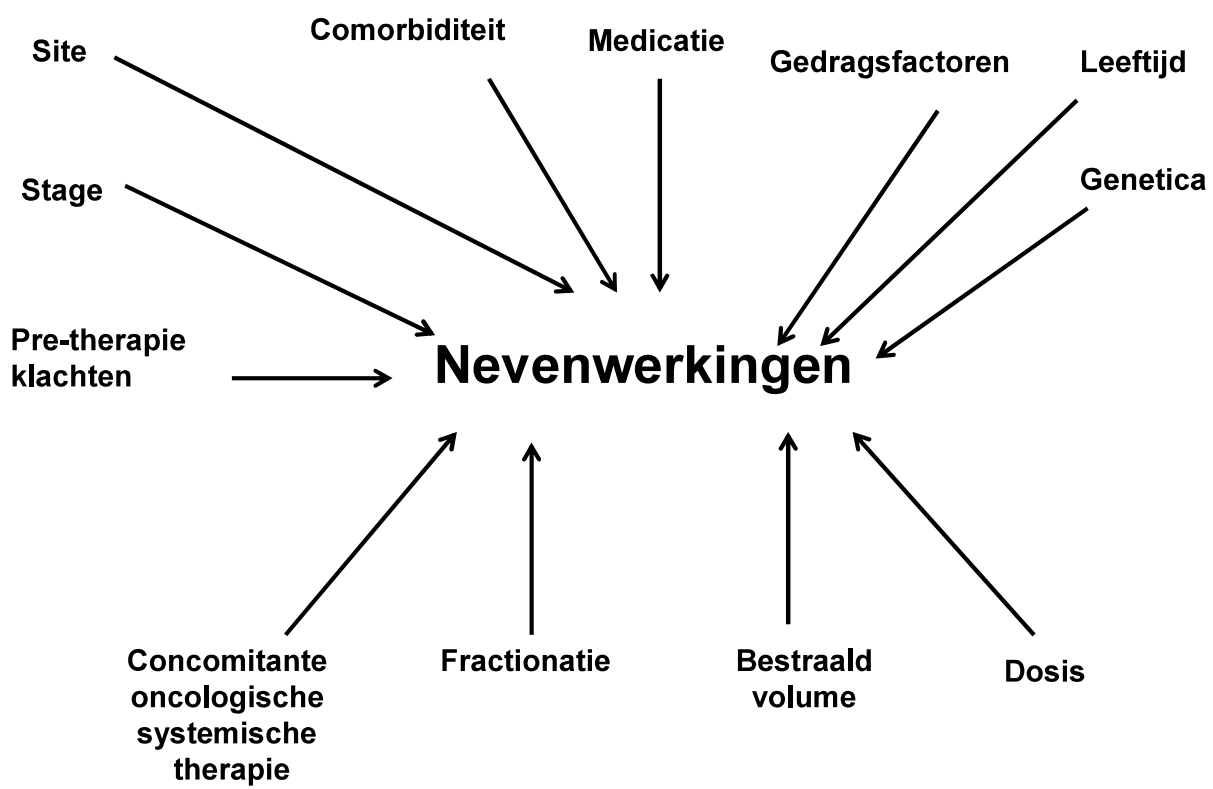 Site
Comorbiditeit
Medicatie
Gedragsfactoren
Leeftijd
Stage
Genetica
Pre-therapie
klachten
Nevenwerkingen
Concomitante
oncologische
systemische
therapie
Fractionatie
Bestraald
volume
Dosis